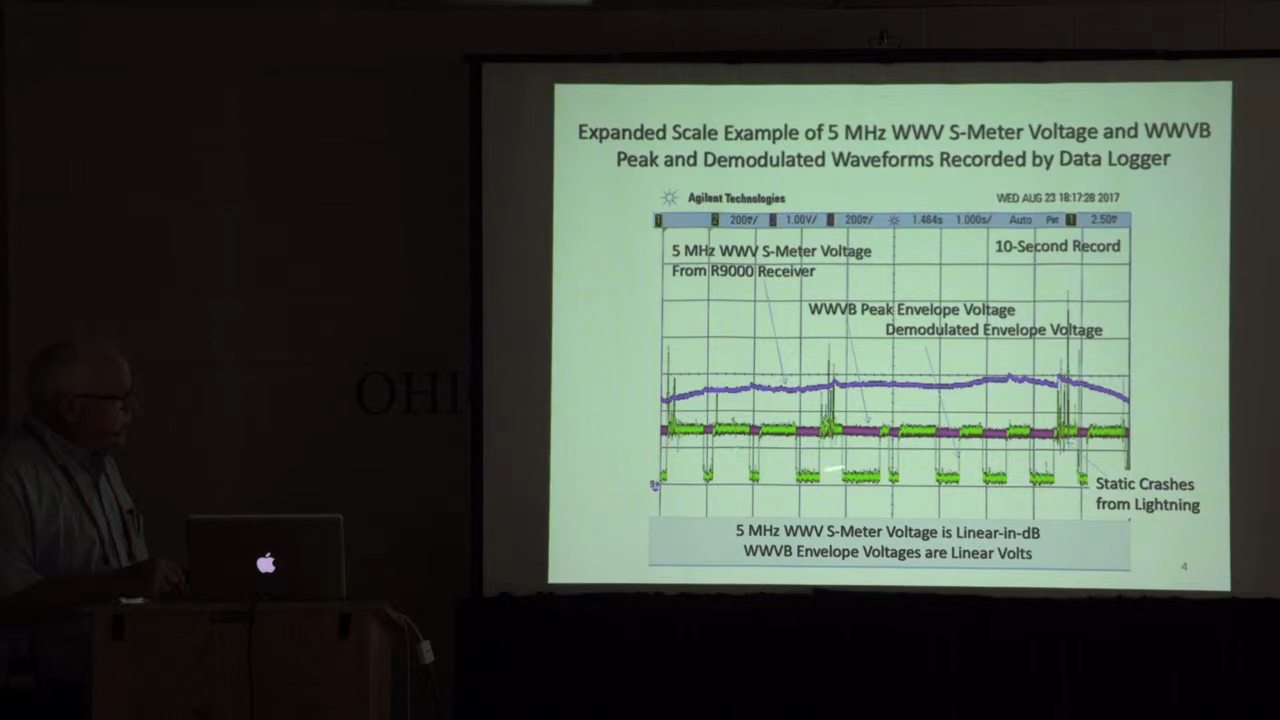 Expanded Scale Example of 5 MHz WWV S-Meter Voltage and WWVB
Peak and Demodulated Waveforms Recorded by Data Logger
Agilent Technologies
WED AUG 23 18:17:28 2017
1 2 200▽/ 1.00V/ 200▽/ 1.464s 1.000s/ Auto 1 2.50▽
5 MHz WWV S-Meter Voltage
From R9000 Receiver
10-Second Record
WWVB Peak Envelope Voltage
Demodulated Envelope Voltage
OHI
Static Crashes
from Lightning
5 MHz WWV S-Meter Voltage is Linear-in-dB
WWVB Envelope Voltages are Linear Volts
4